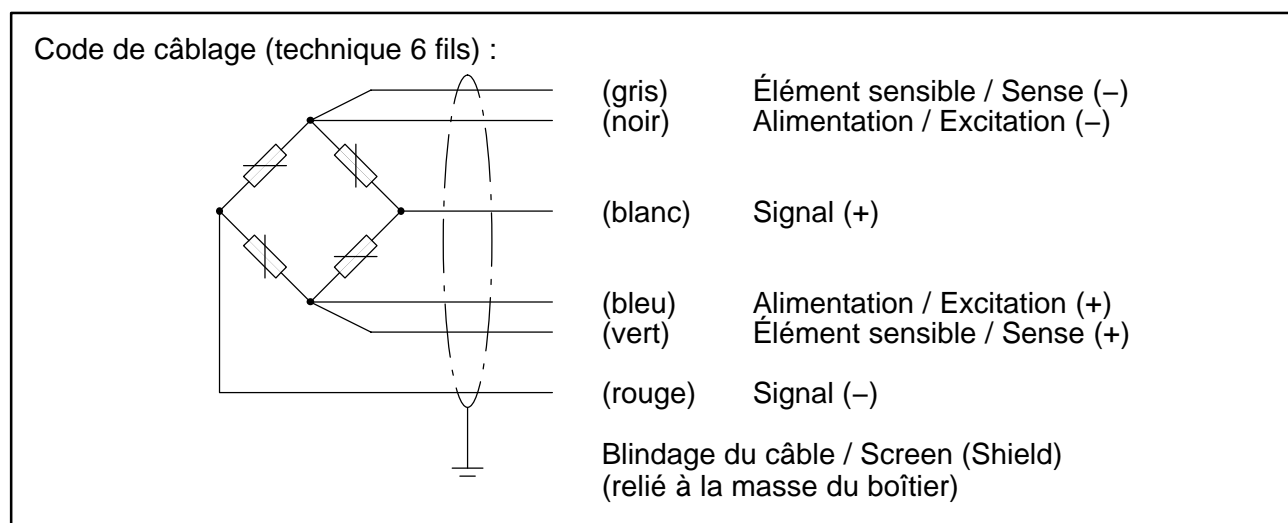 Code de câblage (technique 6 fils) :
(gris) Élément sensible / Sense (−)
(noir) Alimentation / Excitation (−)
(blanc) Signal (+)
(bleu) Alimentation / Excitation (+)
(vert) Élément sensible / Sense (+)
(rouge) Signal (−)
Blindage du câble / Screen (Shield)
(relié à la masse du boîtier)